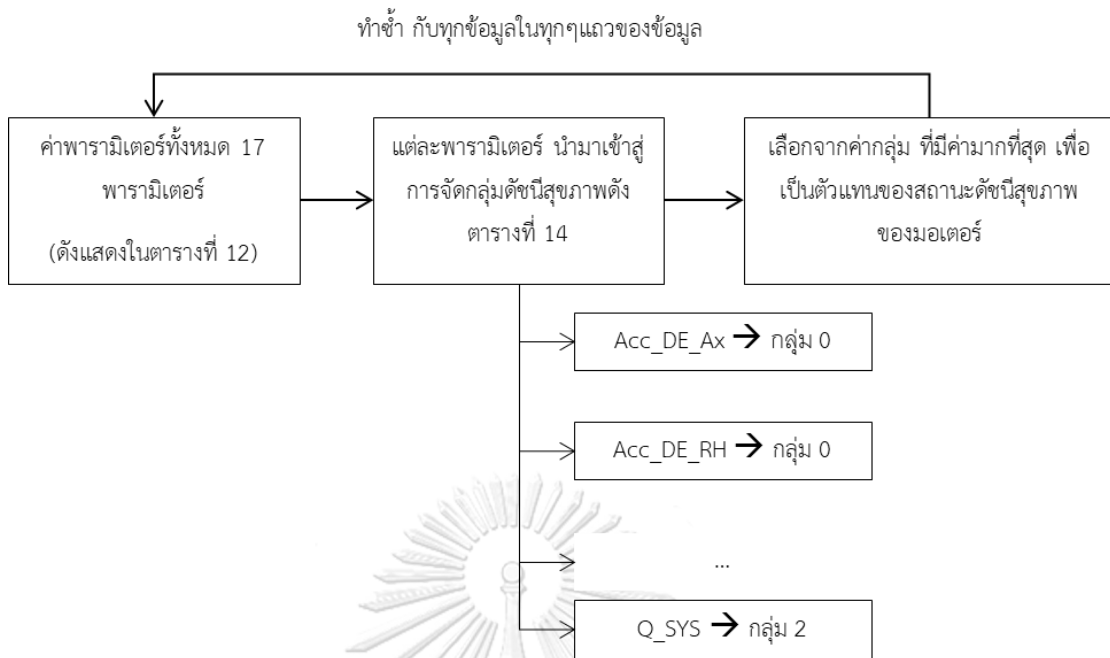 ทำซ้ำ กับทุกข้อมูลในทุกๆแถวของข้อมูล
ค่าพารามิเตอร์ทั้งหมด 17
พารามิเตอร์
(ดังแสดงในตารางที่ 12)
แต่ละพารามิเตอร์ นำมาเข้าสู่
การจัดกลุ่มดัชนีสุขภาพดัง
ตารางที่ 14
เลือกจากค่ากลุ่ม ที่มีค่ามากที่สุด เพื่อ
เป็นตัวแทนของสถานะดัชนีสุขภาพ
ของมอเตอร์
Acc_DE_Ax → กลุ่ม 0
Acc_DE_RH → กลุ่ม 0
...
Q_SYS → กลุ่ม 2